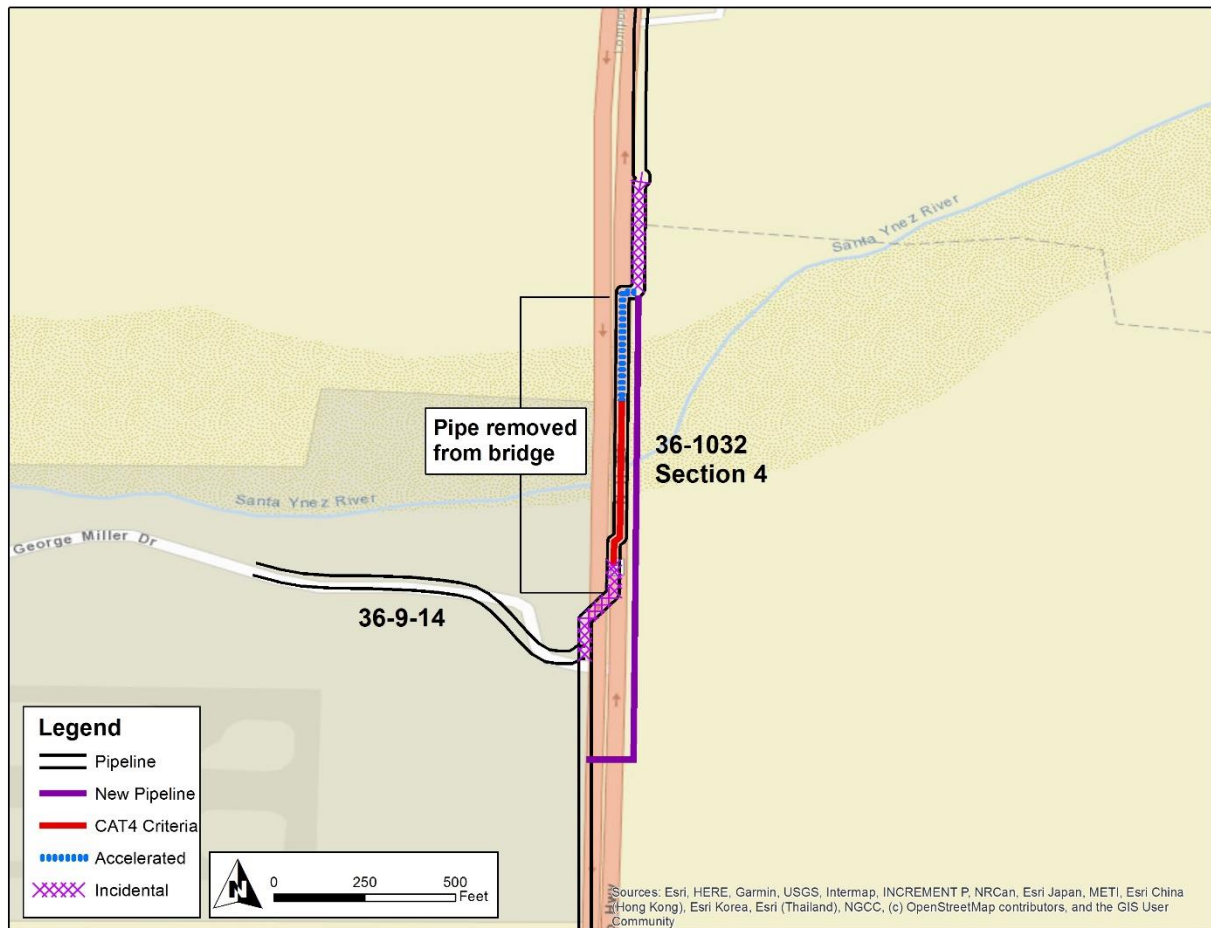 Lompoc
Santa Ynez River
Pipe removed
from bridge
36-1032
Section 4
Santa Ynez River
George Miller Dr
36-9-14
Legend
Pipeline
New Pipeline
CAT4 Criteria
Accelerated
Incidental
N
0 250 500
Feet
Hwy
Sources: Esri, HERE, Garmin, USGS, Intermap, INCREMENT P, NRCan, Esri Japan, METI, Esri China
(Hong Kong), Esri Korea, Esri (Thailand), NGCC, (c) OpenStreetMap contributors, and the GIS User
Community